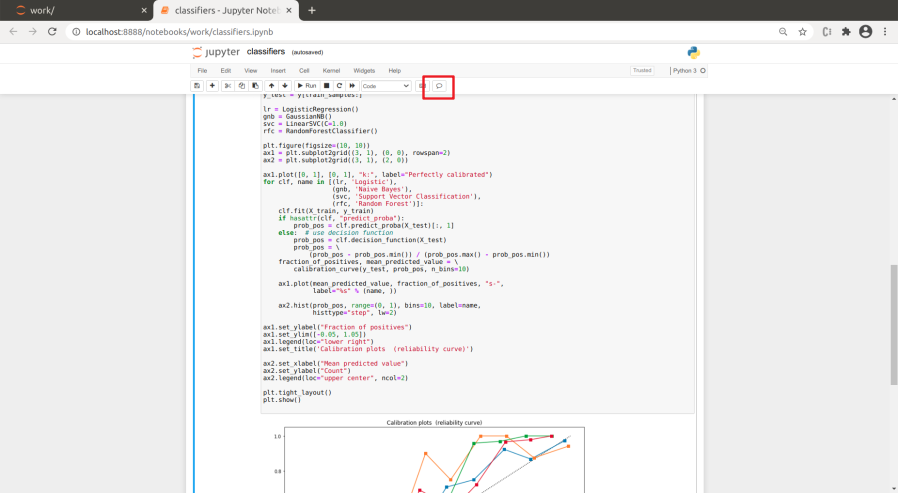 work/
classifiers - Jupyter Noteb
localhost:8888/notebooks/work/classifiers.ipynb
jupyter classifiers (autosaved)
File Edit View Insert Cell Kernel Widgets Help
Trusted
Python 3
Run
Code
y_test = y[train_samples:]
lr = LogisticRegression()
gnb = GaussianNB()
svc = LinearSVC(C=1.0)
rfc = RandomForestClassifier()
plt.figure(figsize=(10, 10))
ax1 = plt.subplot2grid((3, 1), (0, 0), rowspan=2)
ax2 = plt.subplot2grid((3, 1), (2, 0))
ax1.plot([0, 1], [0, 1], "k:", label="Perfectly calibrated")
for clf, name in [(lr, 'Logistic'),
(gnb, 'Naive Bayes'),
(svc, 'Support Vector Classification'),
(rfc, 'Random Forest')]:
clf.fit(X_train, y_train)
if hasattr(clf, "predict_proba"):
prob_pos = clf.predict_proba(X_test)[:, 1]
else: # use decision function
prob_pos = clf.decision_function(X_test)
prob_pos = \
(prob_pos - prob_pos.min()) / (prob_pos.max() - prob_pos.min())
fraction_of_positives, mean_predicted_value = \
calibration_curve(y_test, prob_pos, n_bins=10)
ax1.plot(mean_predicted_value, fraction_of_positives, "s-",
label="%s" % (name, ))
ax2.hist(prob_pos, range=(0, 1), bins=10, label=name,
histtype="step", lw=2)
ax1.set_ylabel("Fraction of positives")
ax1.set_ylim([-0.05, 1.05])
ax1.legend(loc="lower right")
ax1.set_title('Calibration plots  (reliability curve)')
ax2.set_xlabel("Mean predicted value")
ax2.set_ylabel("Count")
ax2.legend(loc="upper center", ncol=2)
plt.tight_layout()
plt.show()
Calibration plots (reliability curve)
1.0
0.8